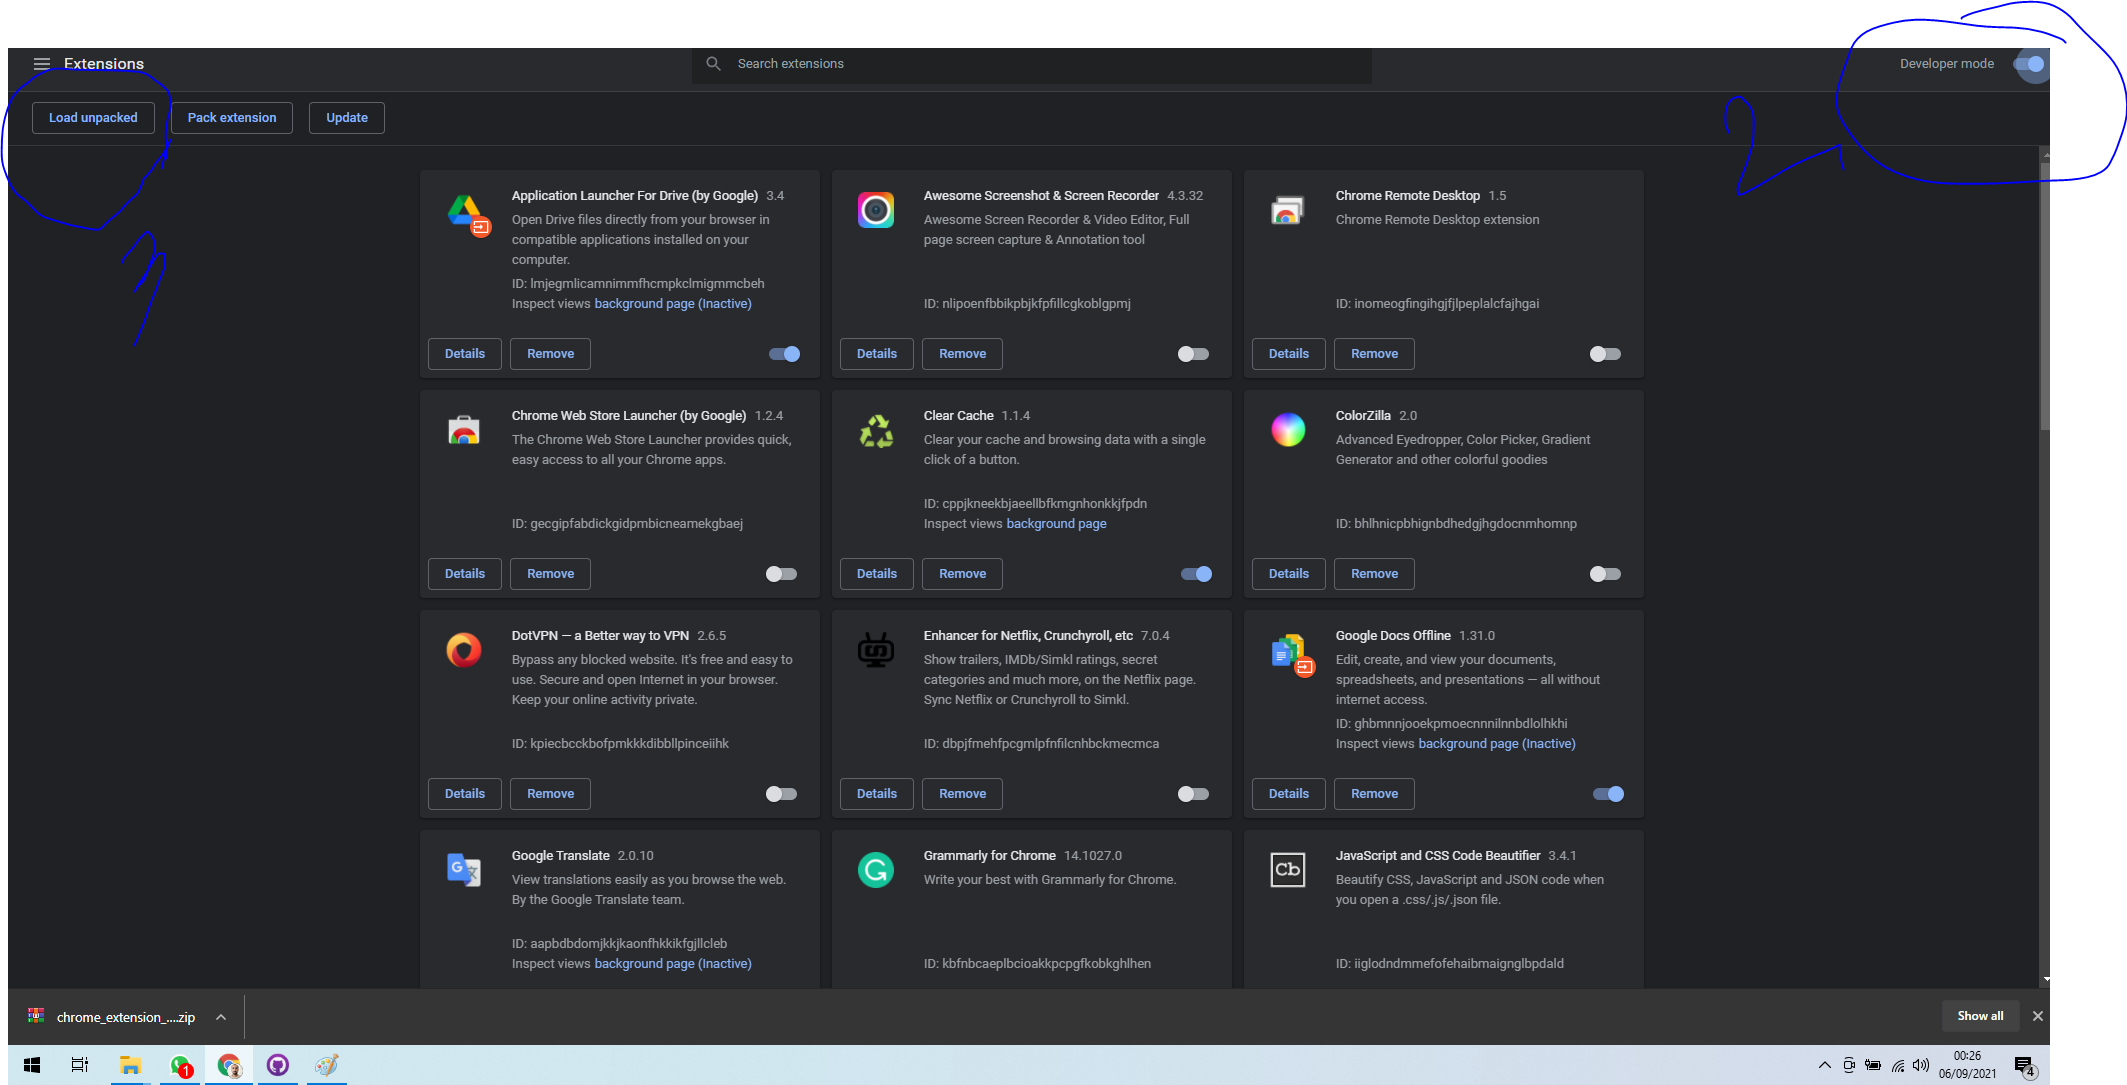 Extensions
Search extensions
Developer mode
Load unpacked
Pack extension
Update
2
3
Application Launcher For Drive (by Google) 3.4
Open Drive files directly from your browser in
compatible applications installed on your
computer.
ID: lmjegmlicamnimmfhcmpkclmigmmcbeh
Inspect views background page (Inactive)
Details
Remove
Awesome Screenshot & Screen Recorder 4.3.32
Awesome Screen Recorder & Video Editor, Full
page screen capture & Annotation tool
ID: nlipoenfbbikpbjkfpfillcgkoblgpmj
Details
Remove
Chrome Remote Desktop 1.5
Chrome Remote Desktop extension
ID: inomeogfingihgjfjlpeplalcfajhgai
Details
Remove
Chrome Web Store Launcher (by Google) 1.2.4
The Chrome Web Store Launcher provides quick,
easy access to all your Chrome apps.
ID: gecgipfabdickgidpmbicneamekgbaej
Details
Remove
Clear Cache 1.1.4
Clear your cache and browsing data with a single
click of a button.
ID: cppjkneekbjaeellbfkmgnhonkkjfpdn
Inspect views background page
Details
Remove
ColorZilla 2.0
Advanced Eyedropper, Color Picker, Gradient
Generator and other colorful goodies
ID: bhlhnicpbhignbdhedgjhgdocnmhomnp
Details
Remove
DotVPN — a Better way to VPN 2.6.5
Bypass any blocked website. It's free and easy to
use. Secure and open Internet in your browser.
Keep your online activity private.
ID: kpiecbcckbofpmkkkdibbllpinceiihk
Details
Remove
Enhancer for Netflix, Crunchyroll, etc 7.0.4
Show trailers, IMDb/Simkl ratings, secret
categories and much more, on the Netflix page.
Sync Netflix or Crunchyroll to Simkl.
ID: dbpjfmehfpcgmlpfnfilcnhbckmecmca
Details
Remove
Google Docs Offline 1.31.0
Edit, create, and view your documents,
spreadsheets, and presentations — all without
internet access.
ID: ghbmnnjooekpmoecnnnilnnbdlolhkhi
Inspect views background page (Inactive)
Details
Remove
Google Translate 2.0.10
View translations easily as you browse the web.
By the Google Translate team.
ID: aapbdbdomjkkjkaonfhkkikfgjllcleb
Inspect views background page (Inactive)
Grammarly for Chrome 14.1027.0
Write your best with Grammarly for Chrome.
ID: kbfnbcaeplbcioakkpcpgfkobkghlhen
Cb
JavaScript and CSS Code Beautifier 3.4.1
Beautify CSS, JavaScript and JSON code when
you open a .css/.js/.json file.
ID: iiglodndmmefofehaibmaignglbpdald
chrome_extension_....zip
Show all
1
00:26
06/09/2021
4